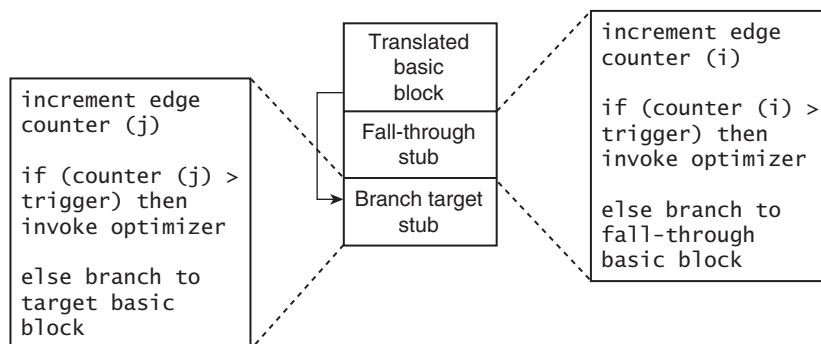 increment edge
counter (j)
if (counter (j) >
trigger) then
invoke optimizer
else branch to
target basic
block
Translated
basic
block
Fall-through
stub
Branch target
stub
increment edge
counter (i)
if (counter (i) >
trigger) then
invoke optimizer
else branch to
fall-through
basic block